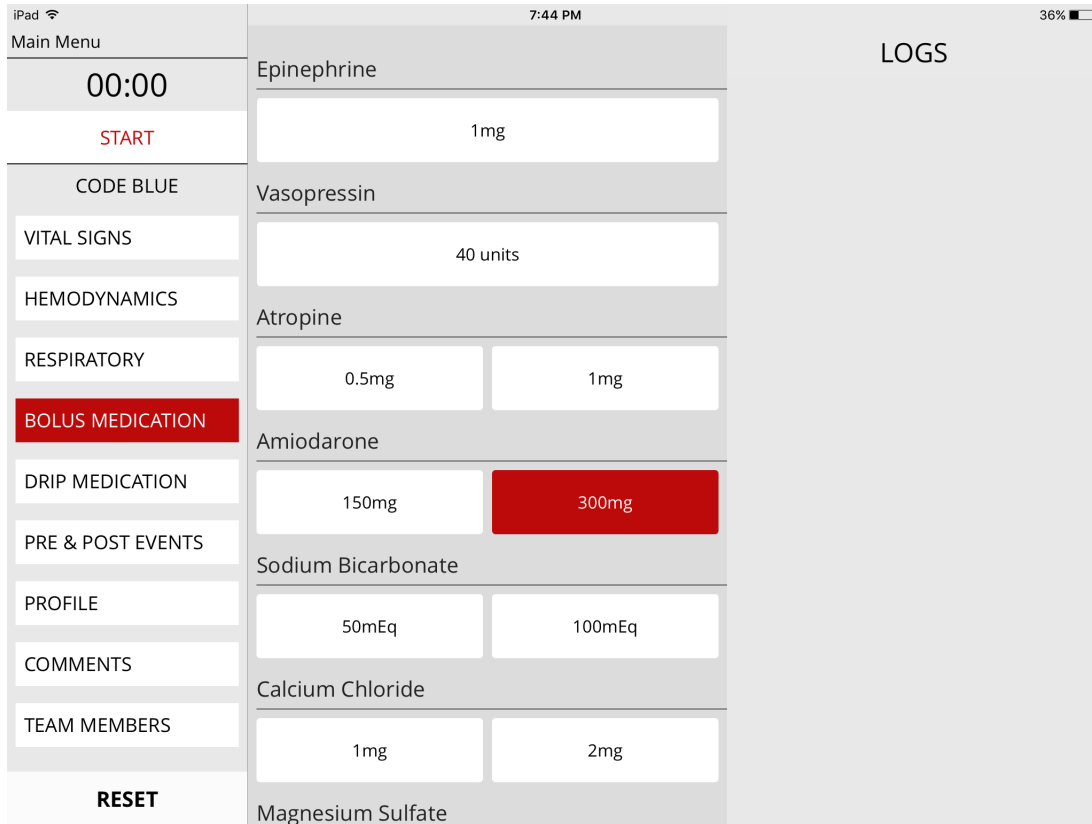 iPad
7:44 PM
36%
Main Menu
00:00
START
CODE BLUE
VITAL SIGNS
HEMODYNAMICS
RESPIRATORY
BOLUS MEDICATION
DRIP MEDICATION
PRE & POST EVENTS
PROFILE
COMMENTS
TEAM MEMBERS
RESET
Epinephrine
1mg
Vasopressin
40 units
Atropine
0.5mg 1mg
Amiodarone
150mg 300mg
Sodium Bicarbonate
50mEq 100mEq
Calcium Chloride
1mg 2mg
Magnesium Sulfate
LOGS